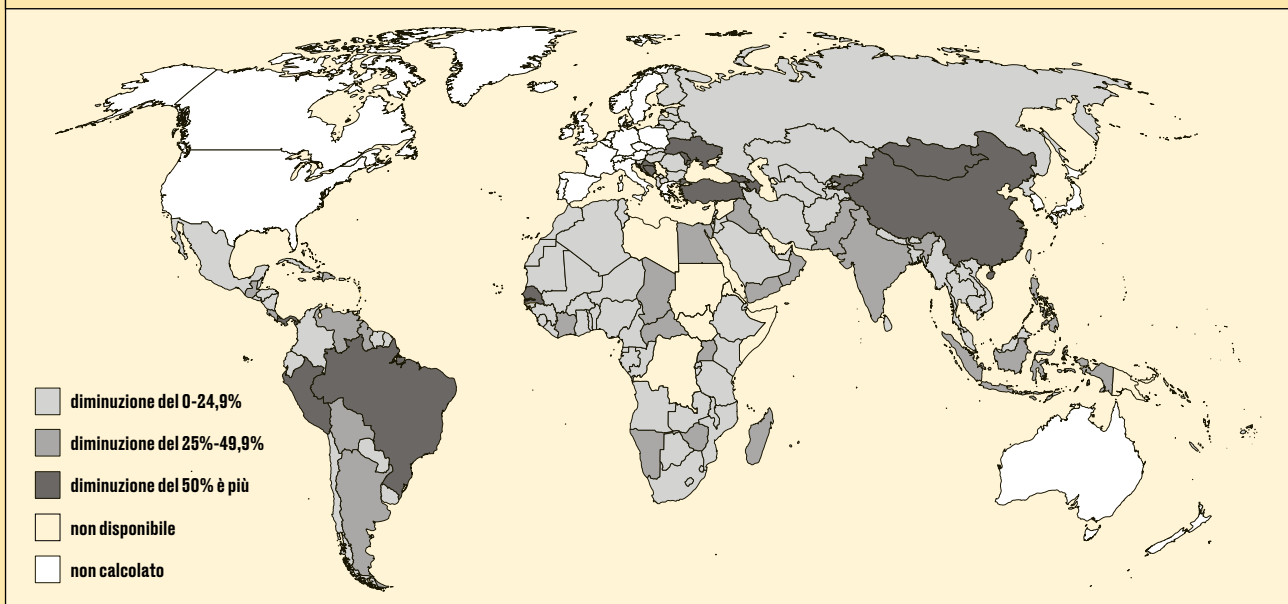 diminuzione del 0-24,9%
diminuzione del 25%-49,9%
diminuzione del 50% è più
non disponibile
non calcolato